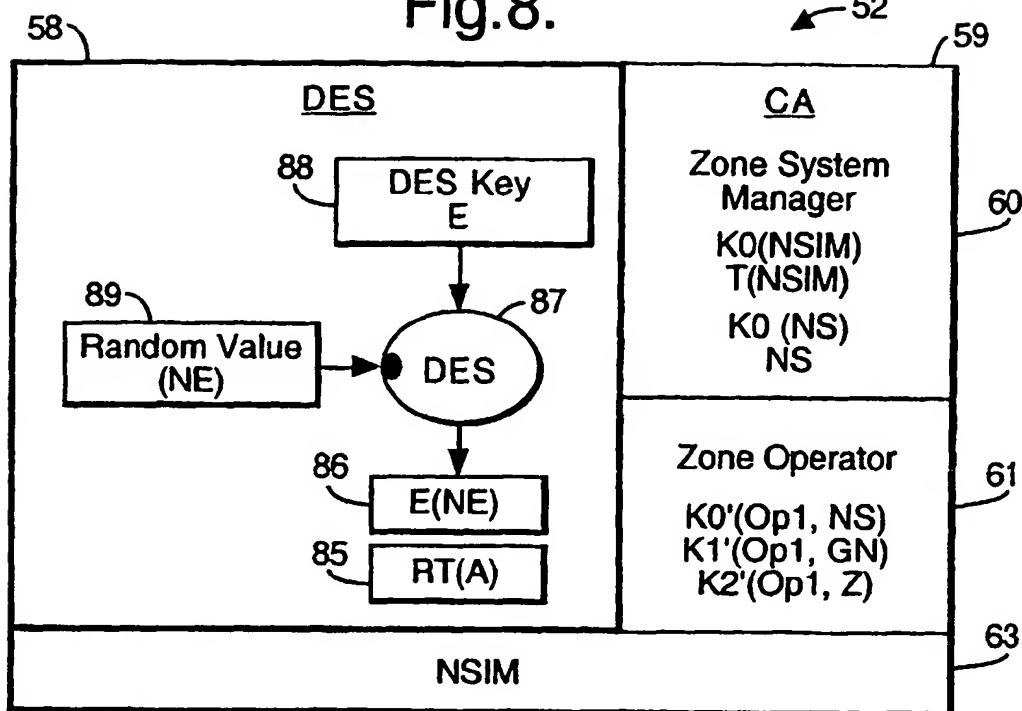 Fig.8.
52
58
59
DES
CA
88
DES Key
E
Zone System
Manager
60
K0(NSIM)
T(NSIM)
K0 (NS)
NS
89
87
Random Value
(NE)
DES
86
E(NE)
85
RT(A)
Zone Operator
61
K0'(Op1, NS)
K1'(Op1, GN)
K2'(Op1, Z)
63
NSIM